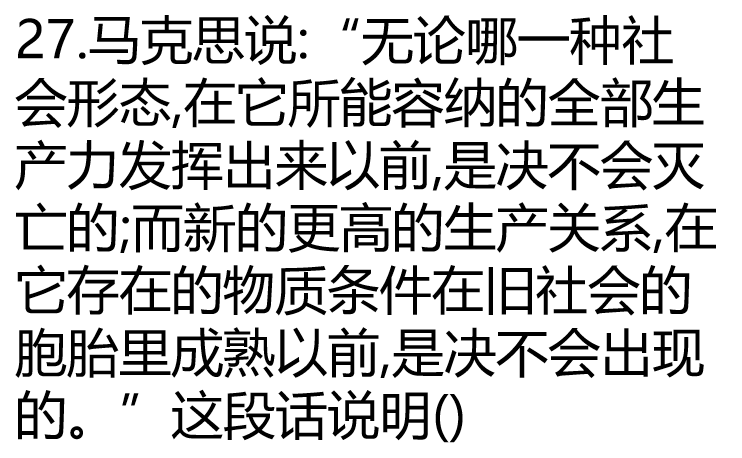 27.马克思说:“无论哪一种社
会形态,在它所能容纳的全部生
产力发挥出来以前,是决不会灭
亡的;而新的更高的生产关系,在
它存在的物质条件在旧社会的
胞胎里成熟以前,是决不会出现
的。”这段话说明()